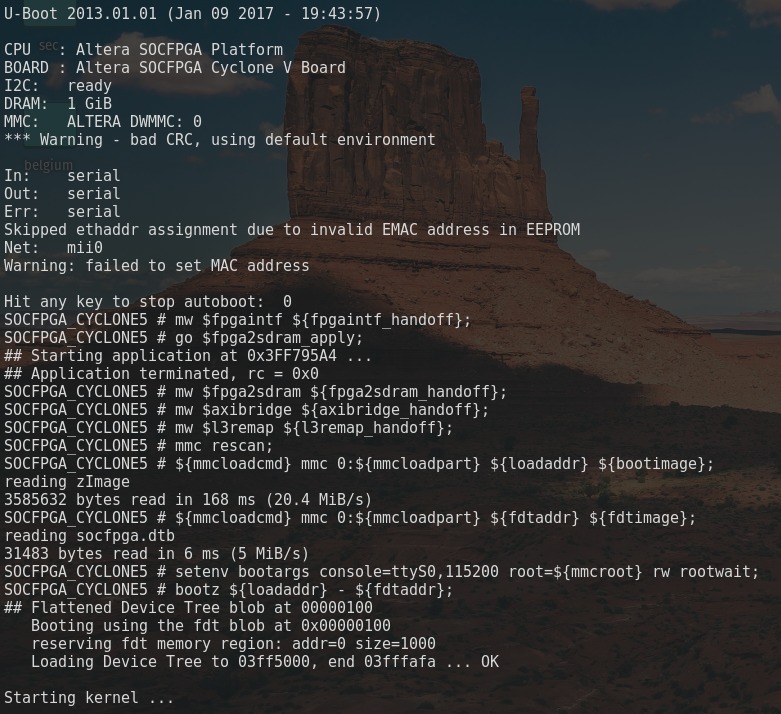 U-Boot 2013.01.01 (Jan 09 2017 - 19:43:57)
sec
CPU   : Altera SOCFPGA Platform
BOARD : Altera SOCFPGA Cyclone V Board
I2C:   ready
DRAM:  1 GiB
MMC:   ALTERA DWMMC: 0
*** Warning - bad CRC, using default environment
belgium
In:    serial
Out:   serial
Err:   serial
Skipped ethaddr assignment due to invalid EMAC address in EEPROM
Net:   mii0
Warning: failed to set MAC address
Hit any key to stop autoboot:  0
SOCFPGA_CYCLONE5 # mw $fpgaintf ${fpgaintf_handoff};
SOCFPGA_CYCLONE5 # go $fpga2sdram_apply;
## Starting application at 0x3FF795A4 ...
## Application terminated, rc = 0x0
SOCFPGA_CYCLONE5 # mw $fpga2sdram ${fpga2sdram_handoff};
SOCFPGA_CYCLONE5 # mw $axibridge ${axibridge_handoff};
SOCFPGA_CYCLONE5 # mw $l3remap ${l3remap_handoff};
SOCFPGA_CYCLONE5 # mmc rescan;
SOCFPGA_CYCLONE5 # ${mmcloadcmd} mmc 0:${mmcloadpart} ${loadaddr} ${bootimage};
reading zImage
3585632 bytes read in 168 ms (20.4 MiB/s)
SOCFPGA_CYCLONE5 # ${mmcloadcmd} mmc 0:${mmcloadpart} ${fdtaddr} ${fdtimage};
reading socfpga.dtb
31483 bytes read in 6 ms (5 MiB/s)
SOCFPGA_CYCLONE5 # setenv bootargs console=ttyS0,115200 root=${mmcroot} rw rootwait;
SOCFPGA_CYCLONE5 # bootz ${loadaddr} - ${fdtaddr};
## Flattened Device Tree blob at 00000100
   Booting using the fdt blob at 0x00000100
   reserving fdt memory region: addr=0 size=1000
   Loading Device Tree to 03ff5000, end 03fffafa ... OK
Starting kernel ...